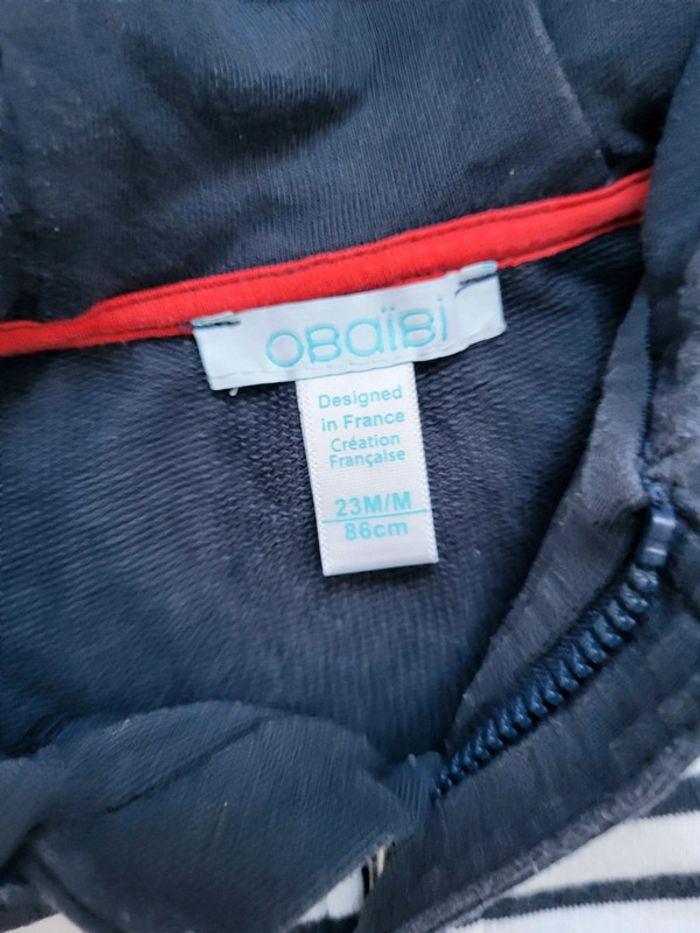 OBaïBi
Designed
in France
Création
Française
23M/M
86cm